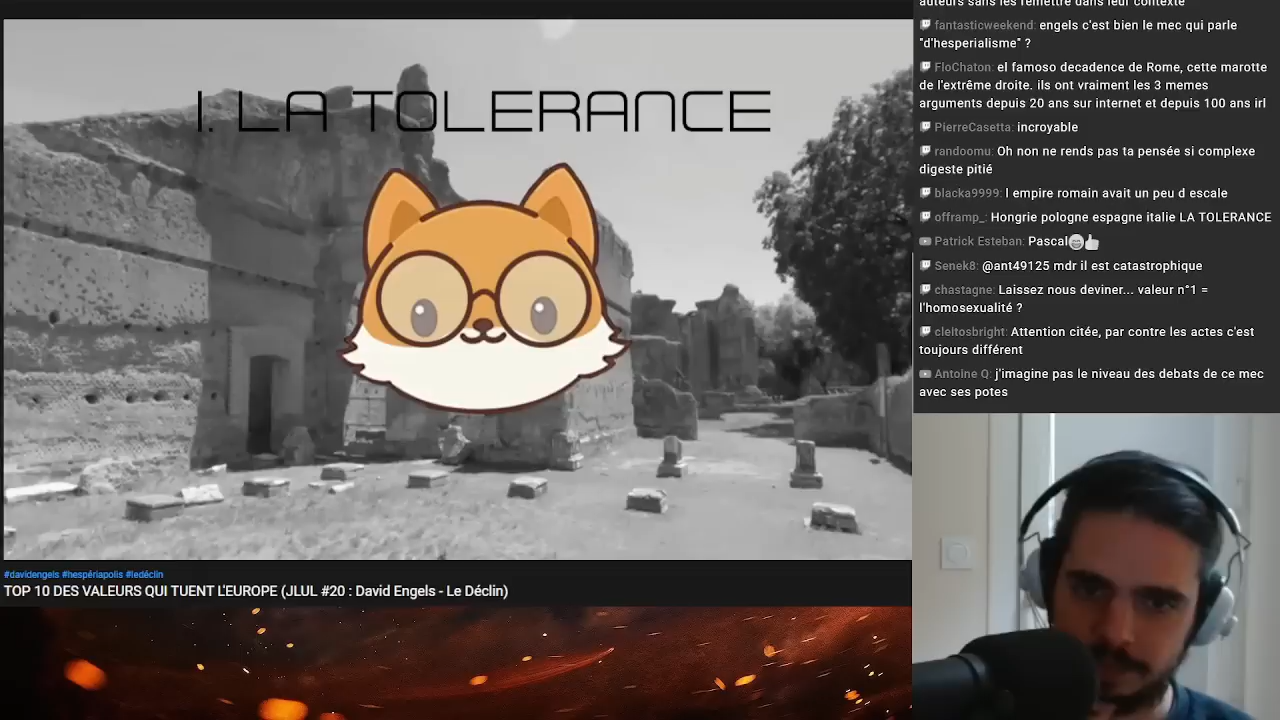 I. LA TOLERANCE
#davidengels #hespériapolis #ledéclin
TOP 10 DES VALEURS QUI TUENT L'EUROPE (JLUL #20 : David Engels - Le Déclin)
auteurs sans les remettre dans leur contexte
fantasticweekend: engels c'est bien le mec qui parle
"d'hesperialisme" ?
FloChaton: el famoso decadence de Rome, cette marotte
de l'extrême droite. ils ont vraiment les 3 memes
arguments depuis 20 ans sur internet et depuis 100 ans irl
PierreCasetta: incroyable
randoomu: Oh non ne rends pas ta pensée si complexe
digeste pitié
blacka9999: l empire romain avait un peu d escale
offramp_: Hongrie pologne espagne italie LA TOLERANCE
Patrick Esteban: Pascal😁👍
Senek8: @ant49125 mdr il est catastrophique
chastagne: Laissez nous deviner... valeur n°1 =
l'homosexualité ?
cleitosbright: Attention citée, par contre les actes c'est
toujours différent
Antoine Q: j'imagine pas le niveau des debats de ce mec
avec ses potes